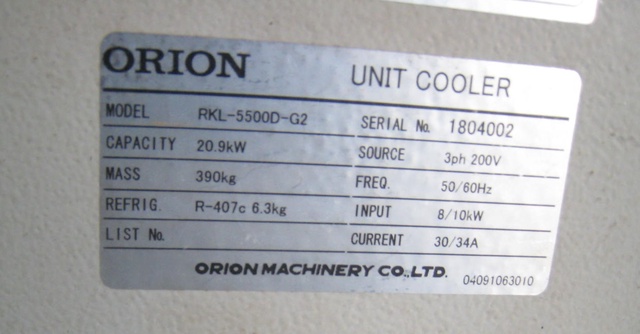 ORION UNIT COOLER
MODEL RKL-5500D-G2 SERIAL No. 1804002
CAPACITY 20.9kW SOURCE 3ph 200V
MASS 390kg FREQ. 50/60Hz
REFRIG. R-407c 6.3kg INPUT 8/10kW
LIST No. CURRENT 30/34A
ORION MACHINERY CO.,LTD. 04091063010